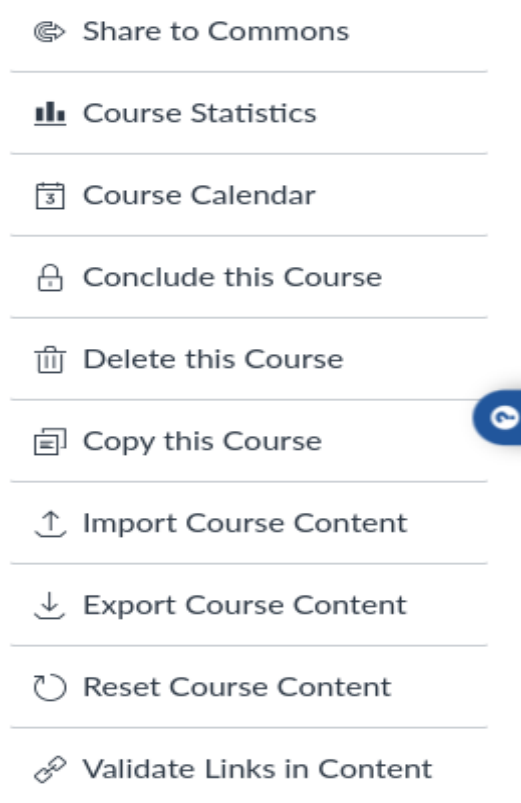 Share to Commons
Course Statistics
3
Course Calendar
Conclude this Course
Delete this Course
Copy this Course
?
Import Course Content
Export Course Content
Reset Course Content
Validate Links in Content